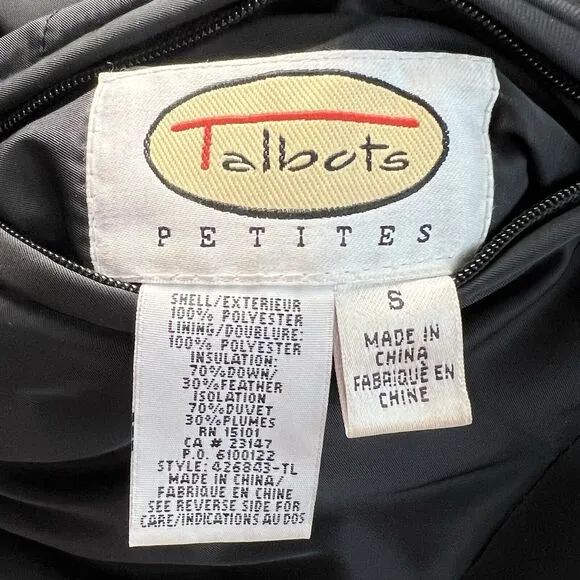 Talbots
PETITES
SHELL/EXTERIEUR
100% POLYESTER
LINING/DOUBLURE:
100% POLYESTER
INSULATION:
70%DOWN/
30%FEATHER
ISOLATION
70%DUVET
30%PLUMES
RN 15101
CA # 23147
P.O. 6100122
STYLE: 426843-TL
MADE IN CHINA/
FABRIQUE EN CHINE
SEE REVERSE SIDE FOR
CARE/INDICATIONS AU DOS
S
MADE IN
CHINA
FABRIQUÉ EN
CHINE